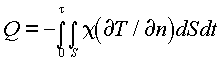 Q = −∫₀^τ ∫_S χ(∂T / ∂n)dSdt